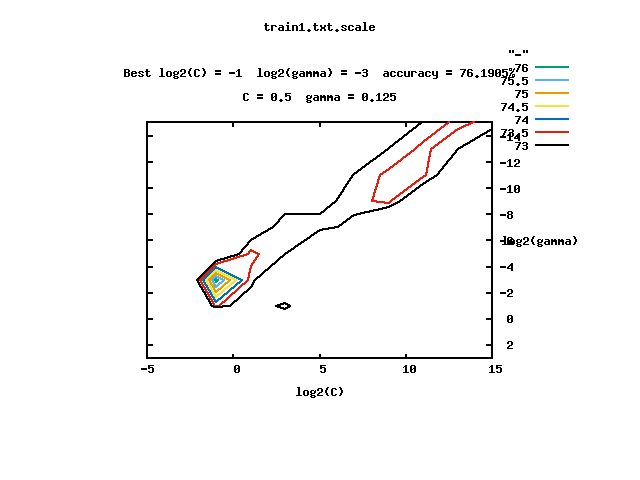 train1.txt.scale
"-"
Best log2(C) = -1  log2(gamma) = -3  accuracy = 76.1905%
76
75.5
C = 0.5  gamma = 0.125
75
74.5
74
73.5
73
-14
-12
-10
-8
-6
log2(gamma)
-4
-2
0
2
-5 0 5 10 15
log2(C)